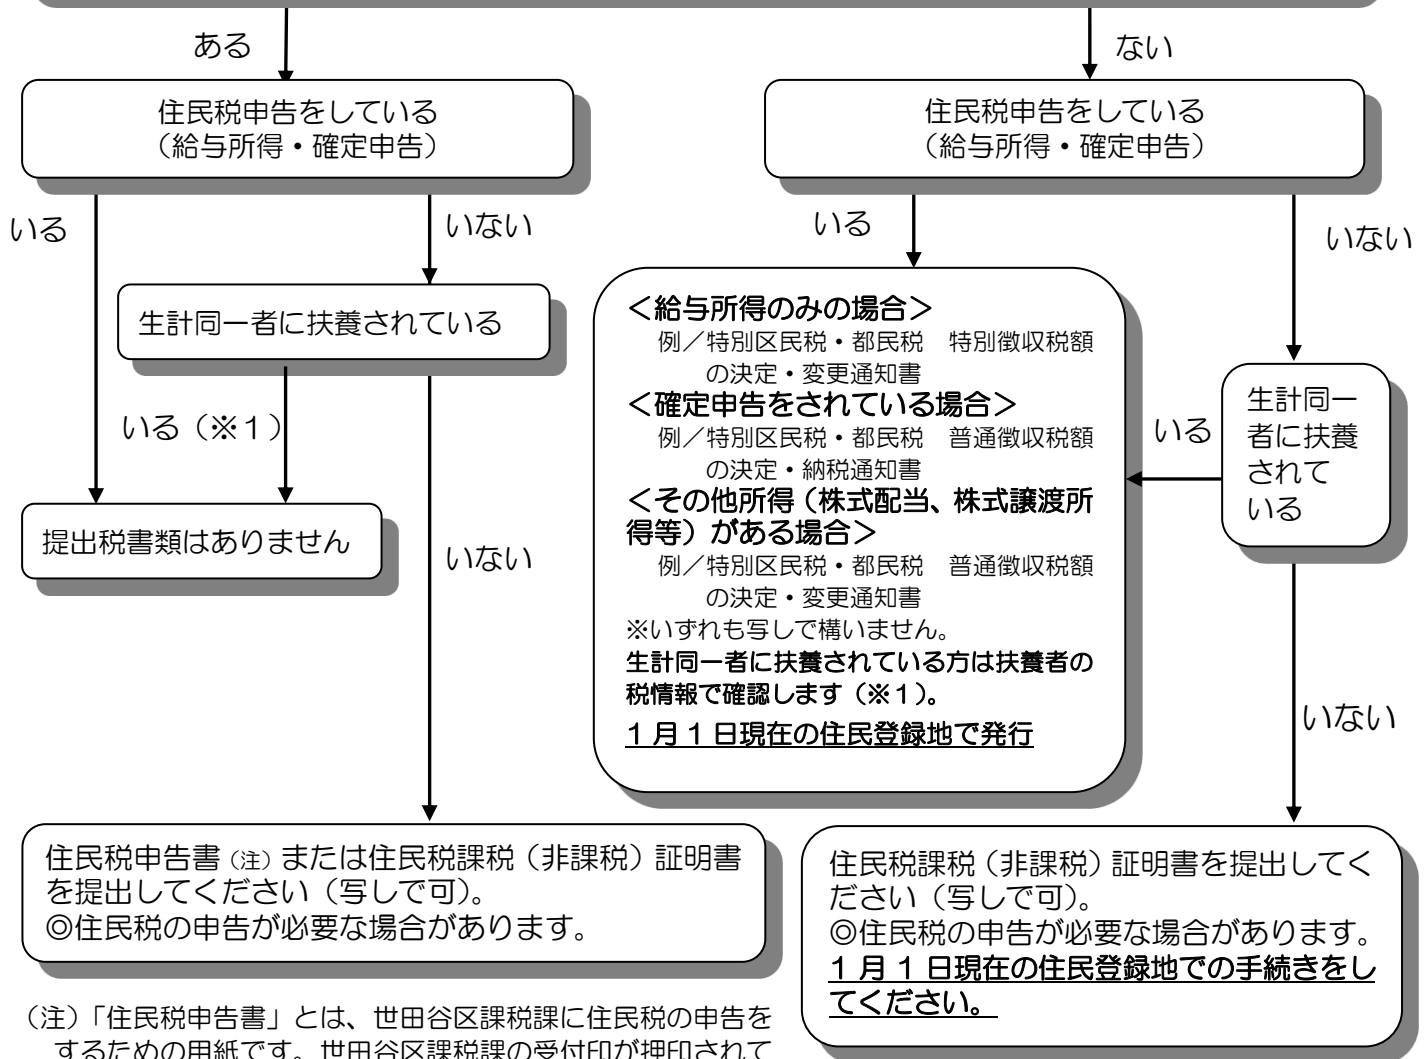 ある
ない
住民税申告をしている
（給与所得・確定申告）
住民税申告をしている
（給与所得・確定申告）
いる
いない
いる
いない
生計同一者に扶養されている
いる（※１）
いない
提出税書類はありません
＜給与所得のみの場合＞
例／特別区民税・都民税　特別徴収税額
の決定・変更通知書
＜確定申告をされている場合＞
例／特別区民税・都民税　普通徴収税額
の決定・納税通知書
＜その他所得（株式配当、株式譲渡所
得等）がある場合＞
例／特別区民税・都民税　普通徴収税額
の決定・変更通知書
※いずれも写しで構いません。
生計同一者に扶養されている方は扶養者の
税情報で確認します（※１）。
１月１日現在の住民登録地で発行
いる
生計同一
者に扶養
されて
いる
いない
住民税申告書（注）または住民税課税（非課税）証明書
を提出してください（写しで可）。
◎住民税の申告が必要な場合があります。
住民税課税（非課税）証明書を提出してく
ださい（写しで可）。
◎住民税の申告が必要な場合があります。
１月１日現在の住民登録地での手続きをし
てください。
（注）「住民税申告書」とは、世田谷区課税課に住民税の申告を
するための用紙です。世田谷区課税課の受付印が押印されて